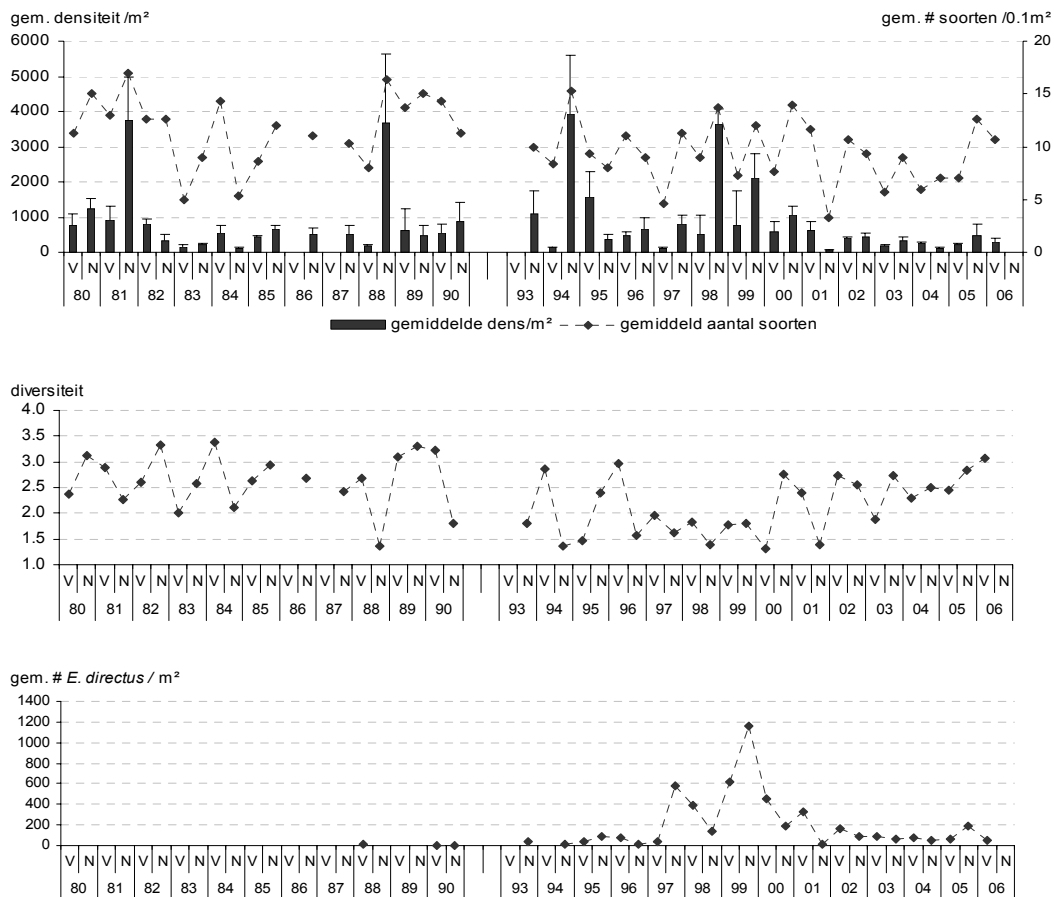 gem. densiteit /m² gem. # soorten /0.1m²
6000 20
5000
15
4000
3000 10
2000
5
1000
0 0
V N V N V N V N V N V N V N V N V N V N V N V N V N V N V N V N V N V N V N V N V N V N V N V N V N
80 81 82 83 84 85 86 87 88 89 90 93 94 95 96 97 98 99 00 01 02 03 04 05 06
gemiddelde dens/m² gemiddeld aantal soorten
diversiteit
4.0
3.5
3.0
2.5
2.0
1.5
1.0
V N V N V N V N V N V N V N V N V N V N V N V N V N V N V N V N V N V N V N V N V N V N V N V N V N
80 81 82 83 84 85 86 87 88 89 90 93 94 95 96 97 98 99 00 01 02 03 04 05 06
gem. # E. directus / m²
1400
1200
1000
800
600
400
200
0
V N V N V N V N V N V N V N V N V N V N V N V N V N V N V N V N V N V N V N V N V N V N V N V N V N
80 81 82 83 84 85 86 87 88 89 90 93 94 95 96 97 98 99 00 01 02 03 04 05 06